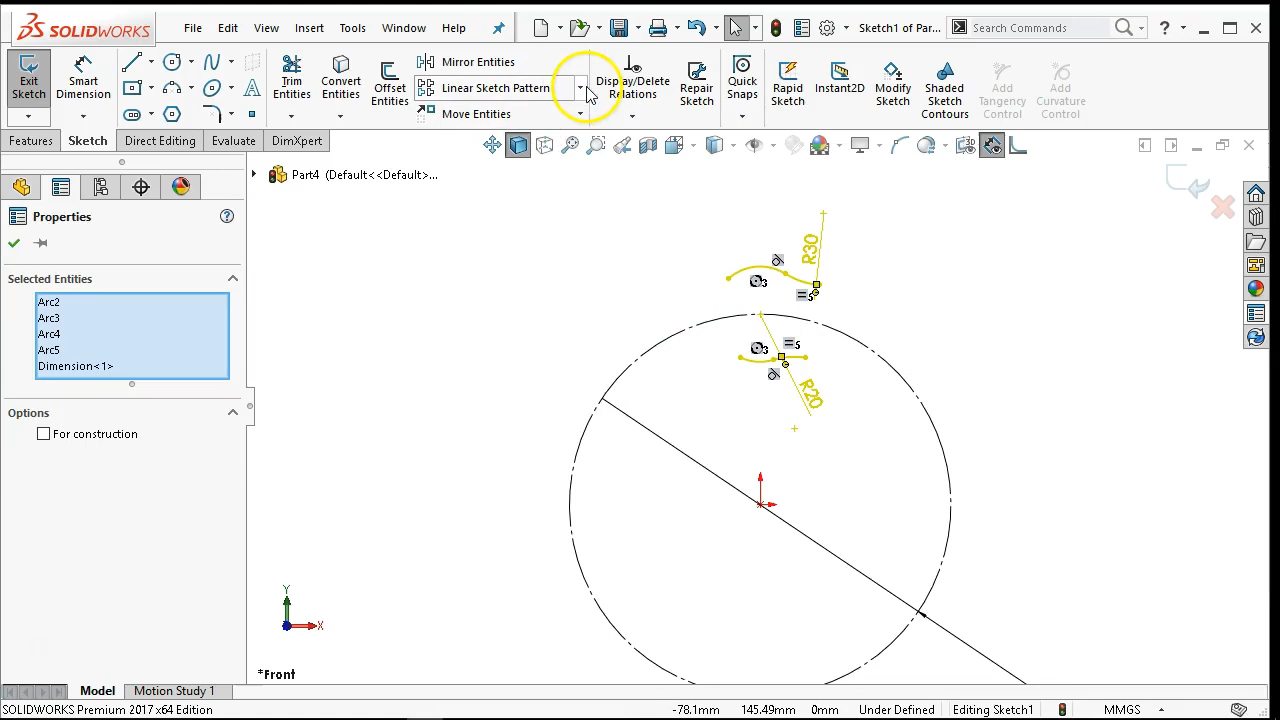 SOLIDWORKS File Edit View Insert Tools Window Help Sketch1 of Par... Search Commands ?
Exit Sketch
Smart Dimension
Trim Entities
Convert Entities
Offset Entities
Mirror Entities
Linear Sketch Pattern
Move Entities
Display/Delete Relations
Repair Sketch
Quick Snaps
Rapid Sketch
Instant2D
Modify Sketch
Shaded Sketch Contours
Add Tangency Control
Add Curvature Control
Features Sketch Direct Editing Evaluate DimXpert
Part4 (Default<<Default>...
Properties
Selected Entities
Arc2
Arc3
Arc4
Arc5
Dimension<1>
Options
For construction
R30
3
5
3
5
R20
Y
X
*Front
Model Motion Study 1
SOLIDWORKS Premium 2017 x64 Edition -78.1mm 145.49mm 0mm Under Defined Editing Sketch1 MMGS